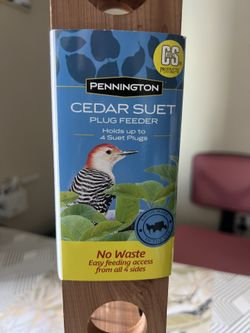 PENNINGTON
CS
PRODUCTS
CEDAR SUET
PLUG FEEDER
Holds up to
4 Suet Plugs
No Waste
Easy feeding access
from all 4 sides